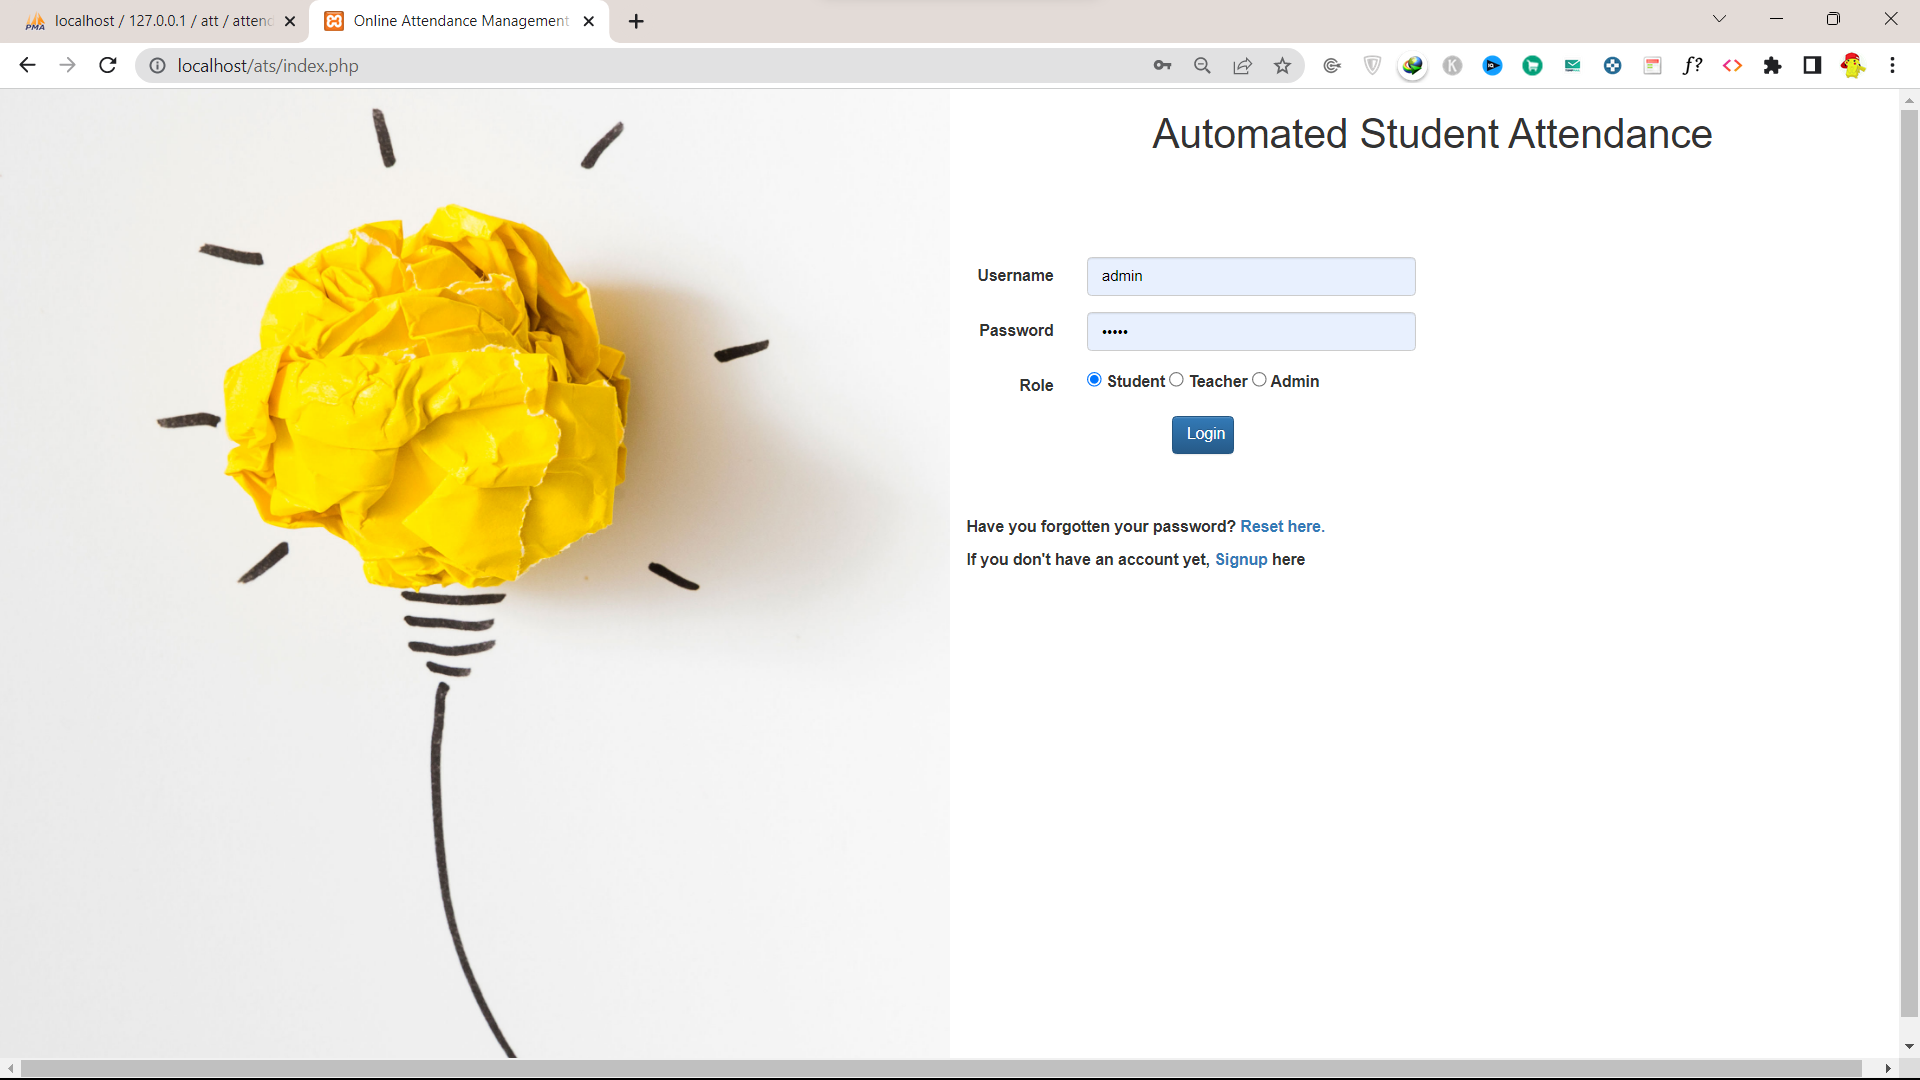 localhost / 127.0.0.1 / att / attend
Online Attendance Management
localhost/ats/index.php
Automated Student Attendance
Username admin
Password •••••
Role Student Teacher Admin
Login
Have you forgotten your password? Reset here.
If you don't have an account yet, Signup here